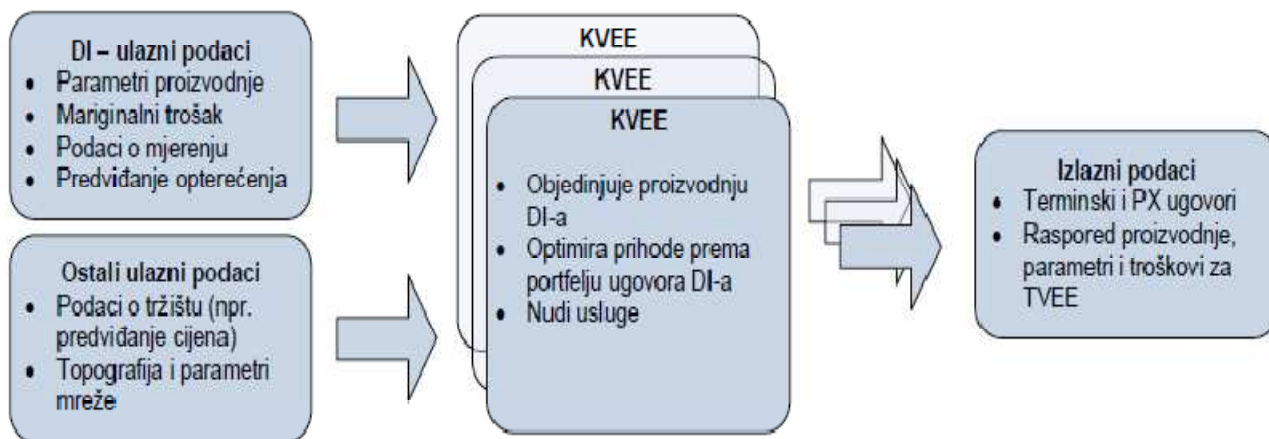 DI – ulazni podaci
• Parametri proizvodnje
• Mariginalni trošak
• Podaci o mjerenju
• Predviđanje opterećenja
Ostali ulazni podaci
• Podaci o tržištu (npr.
predviđanje cijena)
• Topografija i parametri
mreže
KVEE
KVEE
KVEE
• Objedinjuje proizvodnju
DI-a
• Optimira prihode prema
portfelju ugovora DI-a
• Nudi usluge
Izlazni podaci
• Terminski i PX ugovori
• Raspored proizvodnje,
parametri i troškovi za
TVEE